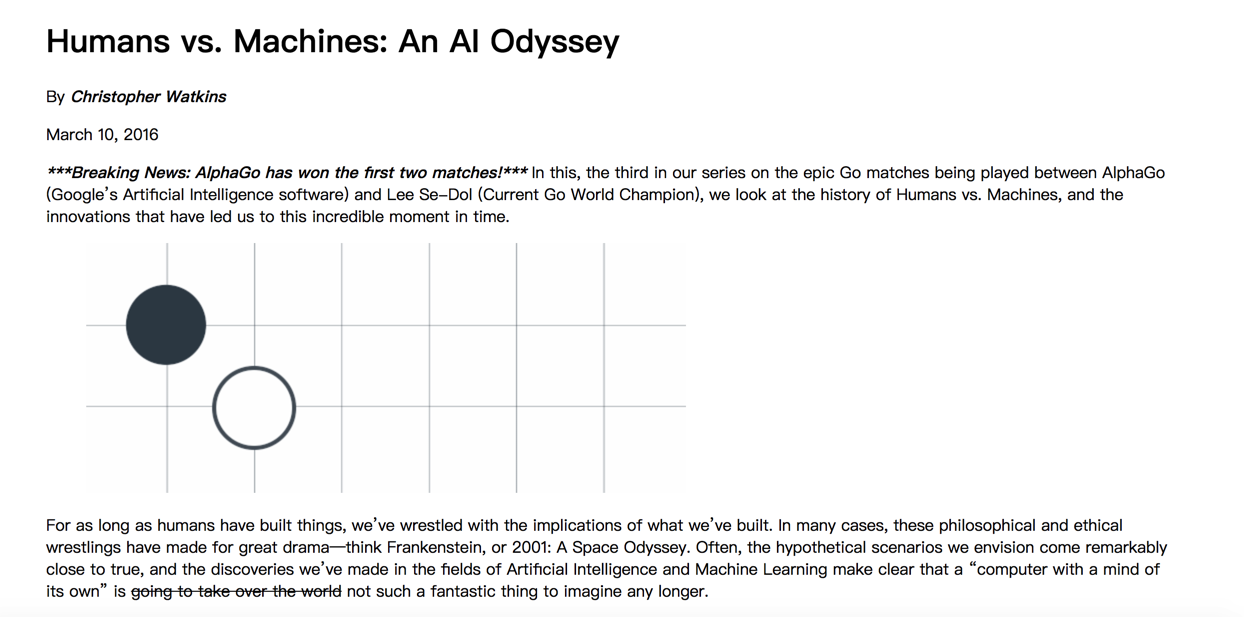 Humans vs. Machines: An AI Odyssey
By Christopher Watkins
March 10, 2016
***Breaking News: AlphaGo has won the first two matches!*** In this, the third in our series on the epic Go matches being played between AlphaGo
(Google’s Artificial Intelligence software) and Lee Se–Dol (Current Go World Champion), we look at the history of Humans vs. Machines, and the
innovations that have led us to this incredible moment in time.
For as long as humans have built things, we’ve wrestled with the implications of what we’ve built. In many cases, these philosophical and ethical
wrestlings have made for great drama—think Frankenstein, or 2001: A Space Odyssey. Often, the hypothetical scenarios we envision come remarkably
close to true, and the discoveries we’ve made in the fields of Artificial Intelligence and Machine Learning make clear that a “computer with a mind of
its own” is going to take over the world not such a fantastic thing to imagine any longer.